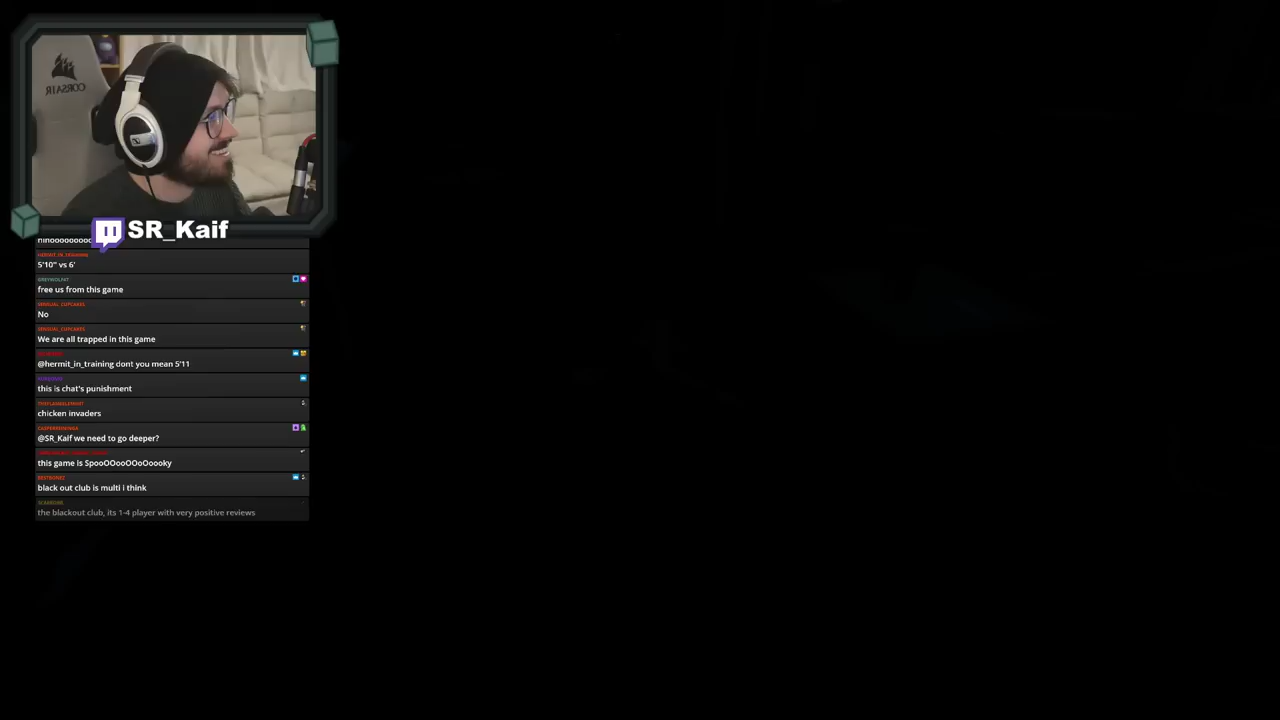 CORSAIR
SR_Kaif
5'10" vs 6'
free us from this game
SENSUAL_CUPCAKES
No
SENSUAL_CUPCAKES
We are all trapped in this game
@hermit_in_training dont you mean 5'11
this is chat's punishment
chicken invaders
@SR_Kaif we need to go deeper?
this game is SpooOOooOOoOoooky
black out club is multi i think
the blackout club, its 1-4 player with very positive reviews